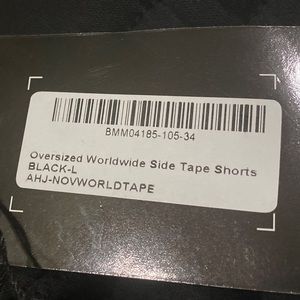 BMM04185-105-34
Oversized Worldwide Side Tape Shorts
BLACK-L
AHJ-NOVWORLDTAPE